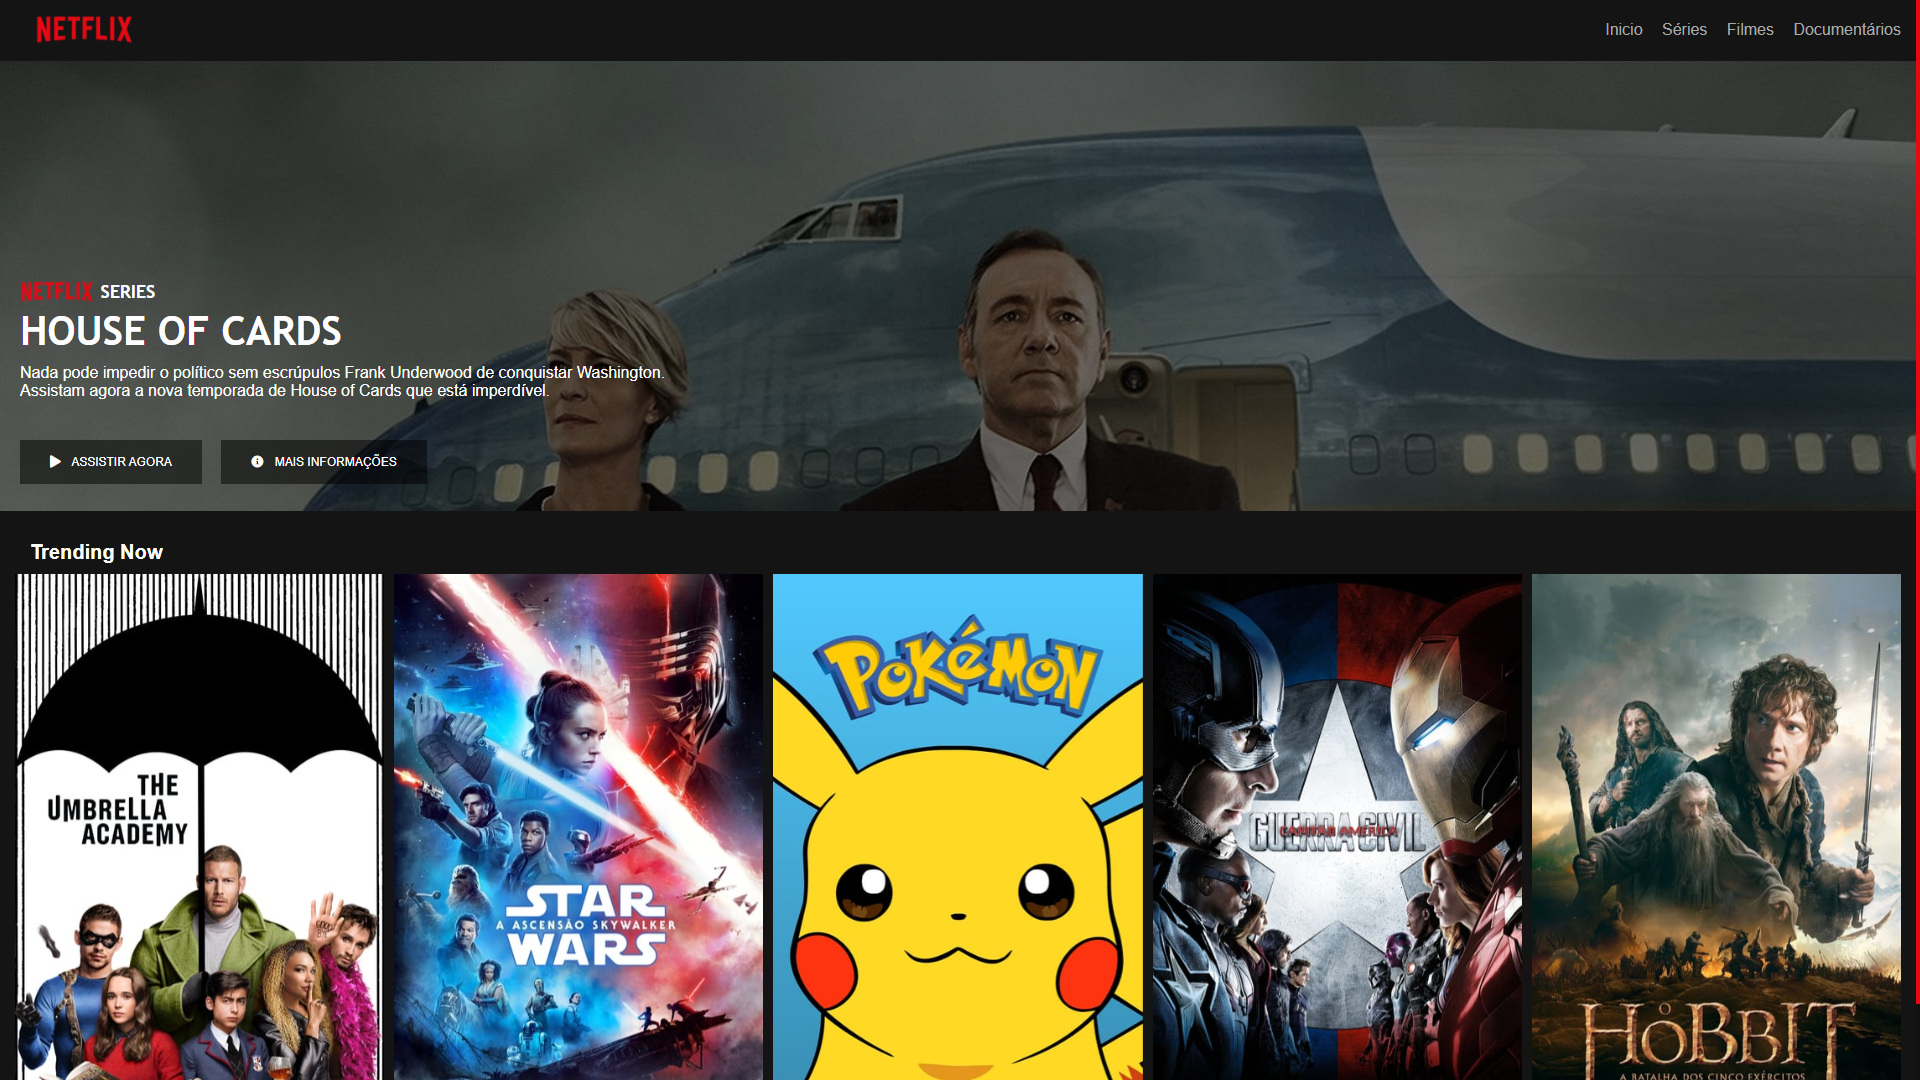 NETFLIX
Inicio Séries Filmes Documentários
NETFLIX SERIES
HOUSE OF CARDS
Nada pode impedir o político sem escrúpulos Frank Underwood de conquistar Washington.
Assistam agora a nova temporada de House of Cards que está imperdível.
ASSISTIR AGORA
MAIS INFORMAÇÕES
Trending Now
THE
UMBRELLA
ACADEMY
STAR
A ASCENSÃO SKYWALKER
WARS
POKÉMON
CAPITÃO AMÉRICA
GUERRA CIVIL
O
HOBBIT
A BATALHA DOS CINCO EXÉRCITOS